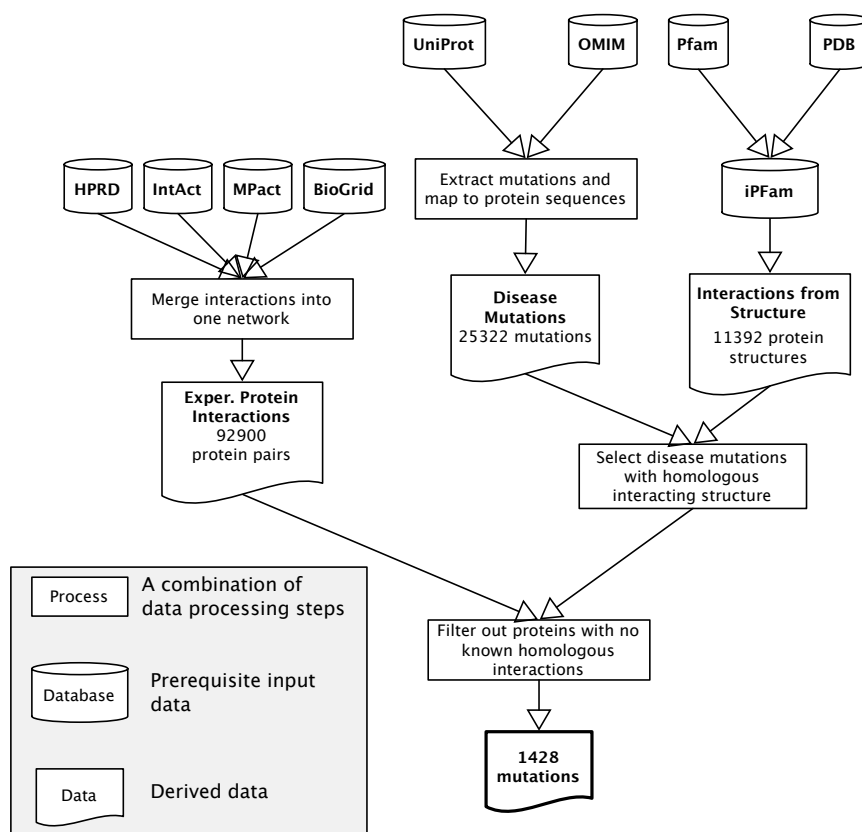 UniProt
OMIM
Pfam
PDB
HPRD
IntAct
MPact
BioGrid
Extract mutations and
map to protein sequences
iPFam
Merge interactions into
one network
Disease
Mutations
25322 mutations
Interactions from
Structure
11392 protein
structures
Exper. Protein
Interactions
92900
protein pairs
Select disease mutations
with homologous
interacting structure
Process
A combination of
data processing steps
Filter out proteins with no
known homologous
interactions
Database
Prerequisite input
data
1428
mutations
Data
Derived data